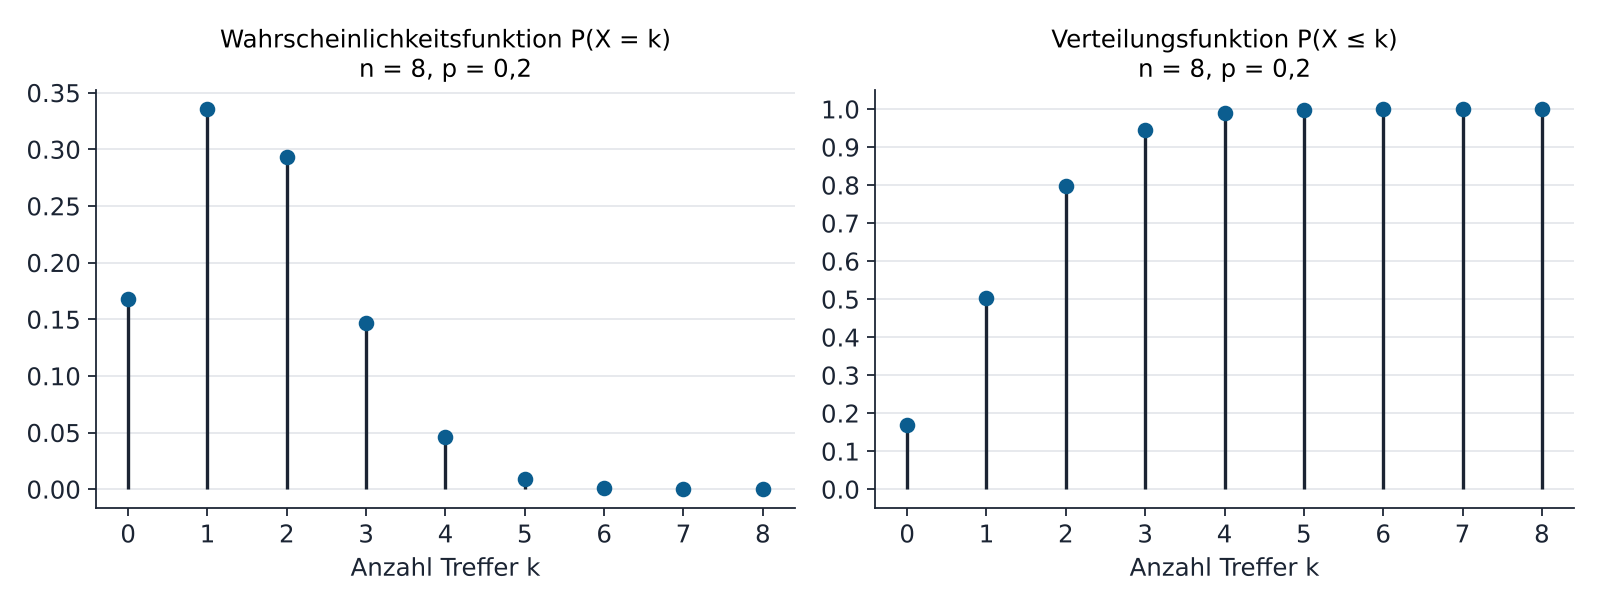 Wahrscheinlichkeitsfunktion P(X = k)
n = 8, p = 0,2
0.35
0.30
0.25
0.20
0.15
0.10
0.05
0.00
0 1 2 3 4 5 6 7 8
Anzahl Treffer k
Verteilungsfunktion P(X ≤ k)
n = 8, p = 0,2
1.0
0.9
0.8
0.7
0.6
0.5
0.4
0.3
0.2
0.1
0.0
0 1 2 3 4 5 6 7 8
Anzahl Treffer k